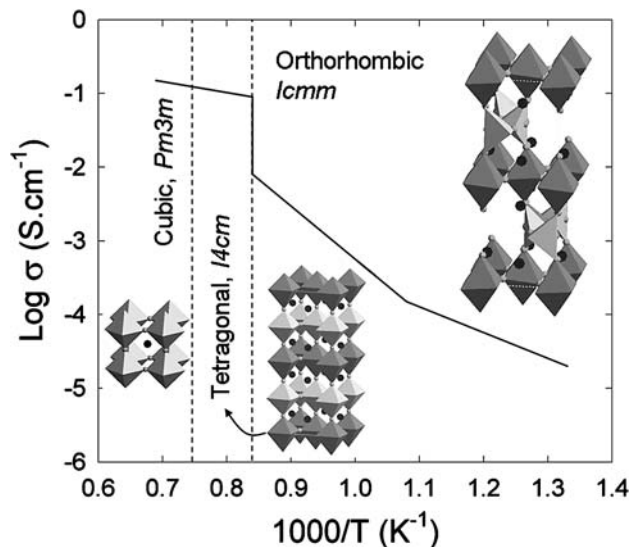 Log σ (S.cm⁻¹)
0
-1
-2
-3
-4
-5
-6
Cubic, Pm3m
Tetragonal, I4cm
Orthorhombic
Icmm
0.6 0.7 0.8 0.9 1.0 1.1 1.2 1.3 1.4
1000/T (K⁻¹)